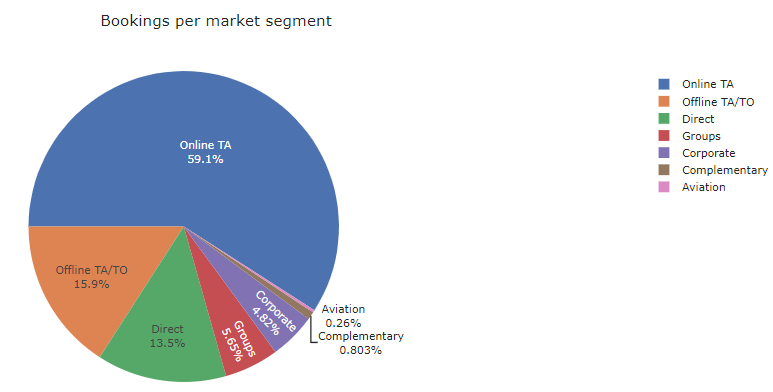 Bookings per market segment
Online TA
59.1%
Offline TA/TO
15.9%
Direct
13.5%
Groups
5.65%
Corporate
4.82%
Aviation
0.26%
Complementary
0.803%
Online TA
Offline TA/TO
Direct
Groups
Corporate
Complementary
Aviation